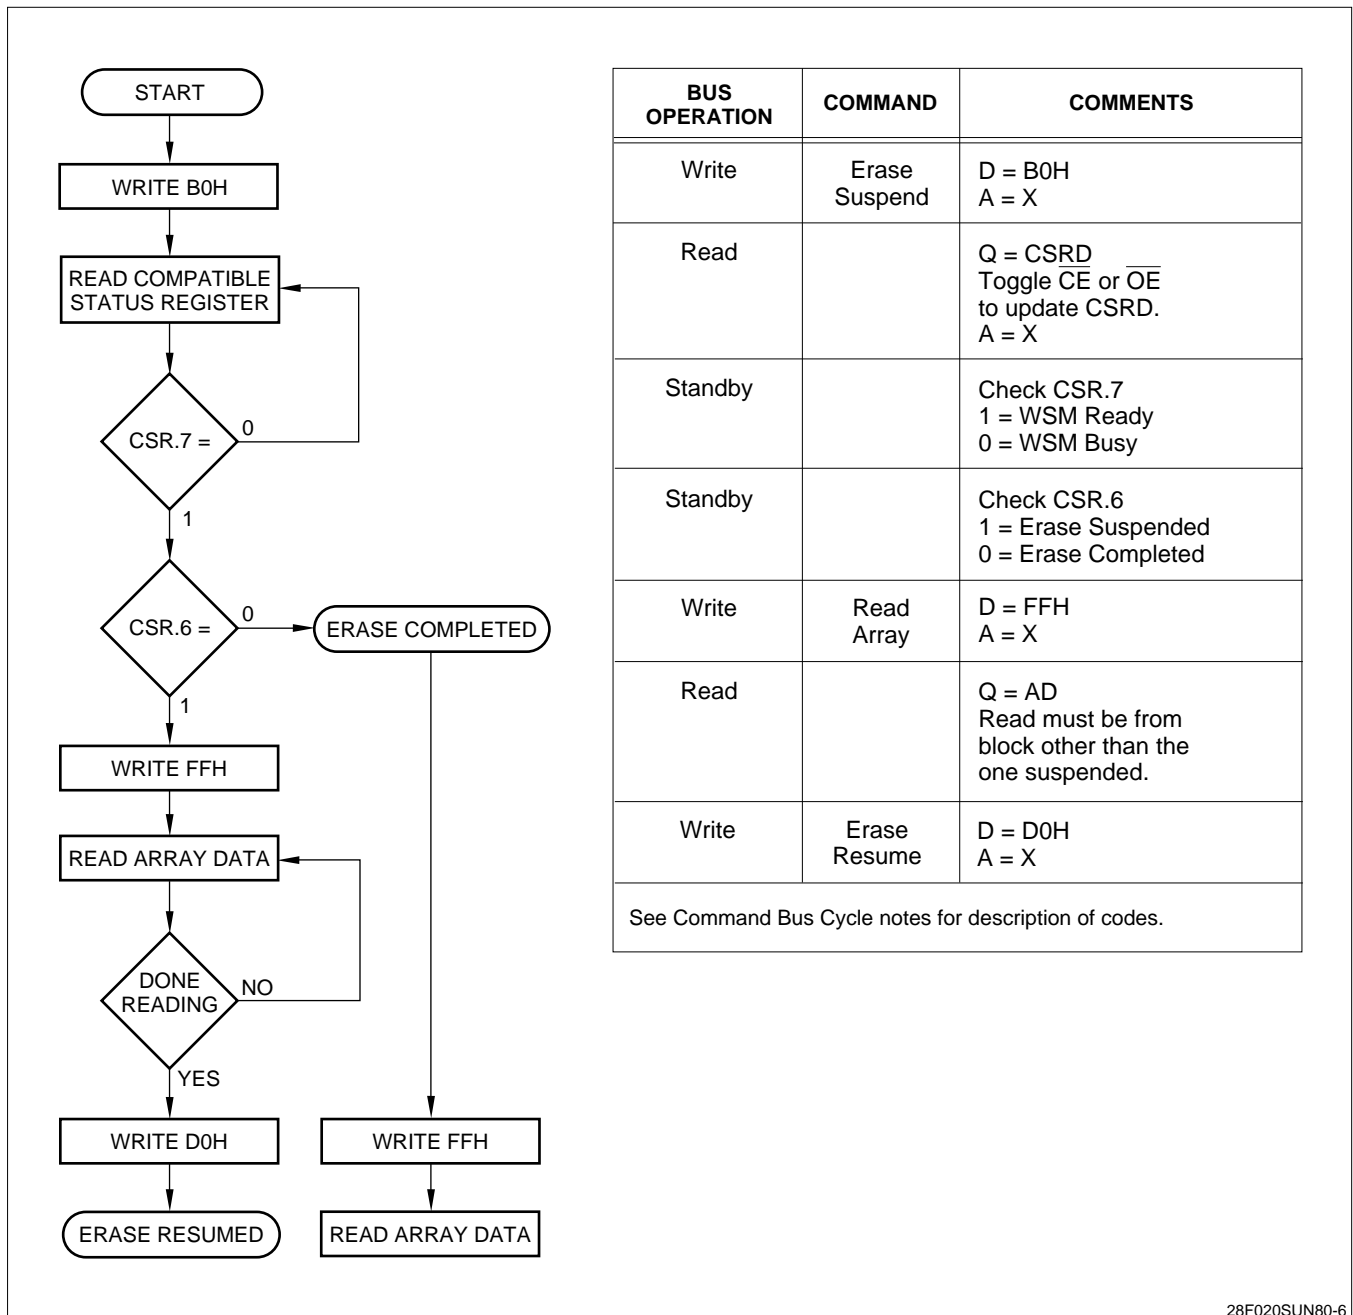 START
WRITE B0H
READ COMPATIBLE
STATUS REGISTER
CSR.7 =
0
1
CSR.6 =
0
ERASE COMPLETED
1
WRITE FFH
READ ARRAY DATA
DONE
READING
NO
YES
WRITE D0H
WRITE FFH
ERASE RESUMED
READ ARRAY DATA
BUS
OPERATION
COMMAND
COMMENTS
Write
Erase
Suspend
D = B0H
A = X
Read
Q = CSRD
Toggle C̅E̅ or O̅E̅
to update CSRD.
A = X
Standby
Check CSR.7
1 = WSM Ready
0 = WSM Busy
Standby
Check CSR.6
1 = Erase Suspended
0 = Erase Completed
Write
Read
Array
D = FFH
A = X
Read
Q = AD
Read must be from
block other than the
one suspended.
Write
Erase
Resume
D = D0H
A = X
See Command Bus Cycle notes for description of codes.
28F020SUN80-6